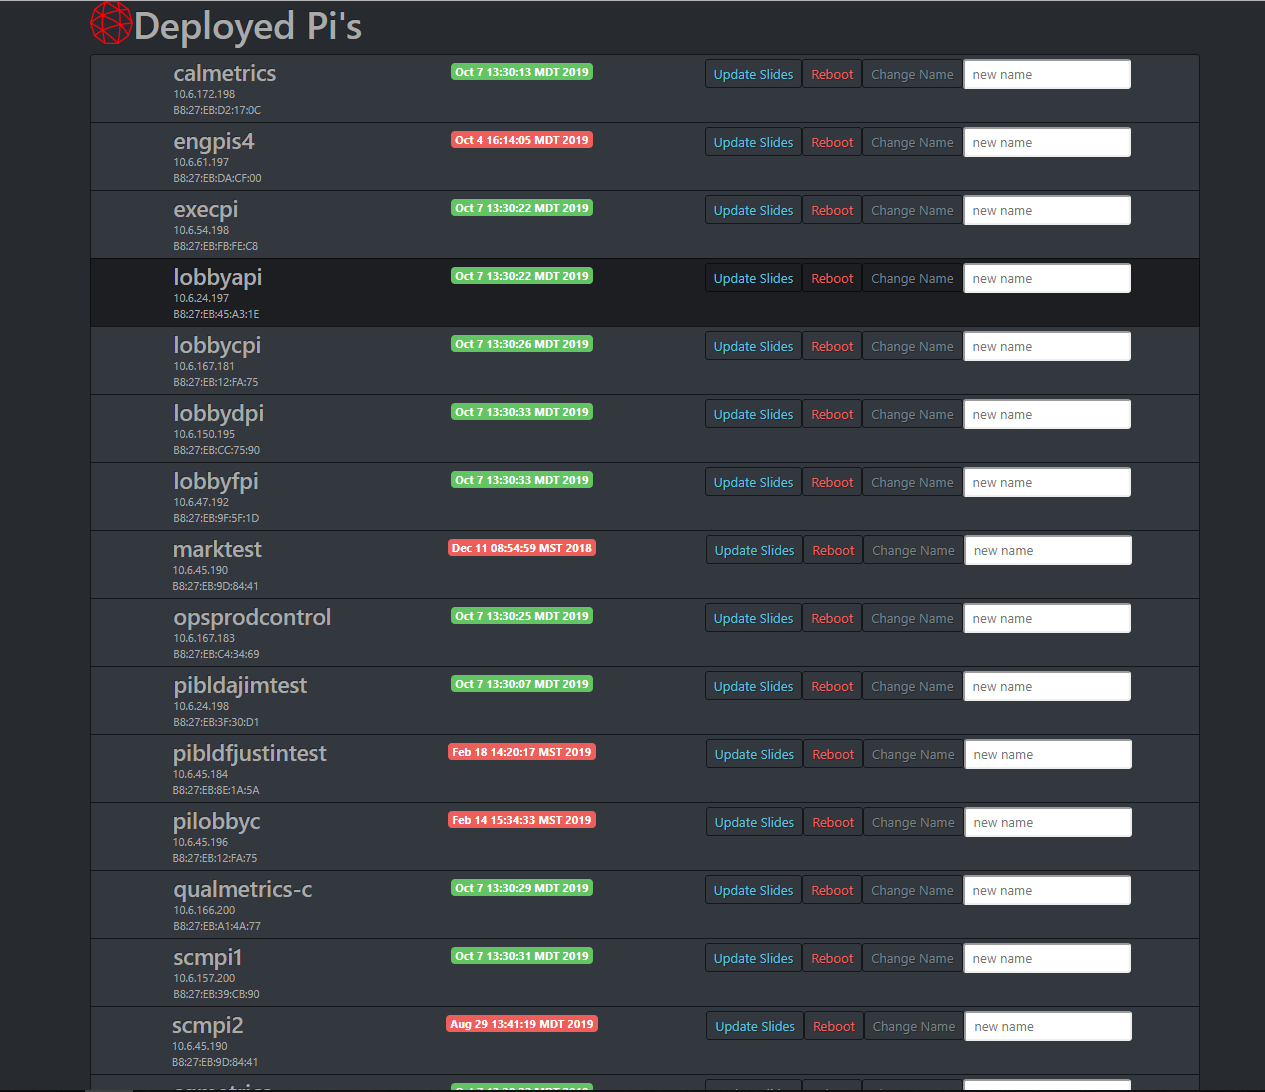 Deployed Pi's
calmetrics Oct 7 13:30:13 MDT 2019 Update Slides Reboot Change Name new name
10.6.172.198
B8:27:EB:D2:17:0C
engpis4 Oct 4 16:14:05 MDT 2019 Update Slides Reboot Change Name new name
10.6.61.197
B8:27:EB:DA:CF:00
execpi Oct 7 13:30:22 MDT 2019 Update Slides Reboot Change Name new name
10.6.54.198
B8:27:EB:FB:FE:C8
lobbyapi Oct 7 13:30:22 MDT 2019 Update Slides Reboot Change Name new name
10.6.24.197
B8:27:EB:45:A3:1E
lobbycpi Oct 7 13:30:26 MDT 2019 Update Slides Reboot Change Name new name
10.6.167.181
B8:27:EB:12:FA:75
lobbydpi Oct 7 13:30:33 MDT 2019 Update Slides Reboot Change Name new name
10.6.150.195
B8:27:EB:CC:75:90
lobbyfpi Oct 7 13:30:33 MDT 2019 Update Slides Reboot Change Name new name
10.6.47.192
B8:27:EB:9F:5F:1D
marktest Dec 11 08:54:59 MST 2018 Update Slides Reboot Change Name new name
10.6.45.190
B8:27:EB:9D:84:41
opsprodcontrol Oct 7 13:30:25 MDT 2019 Update Slides Reboot Change Name new name
10.6.167.183
B8:27:EB:C4:34:69
pibldajimtest Oct 7 13:30:07 MDT 2019 Update Slides Reboot Change Name new name
10.6.24.198
B8:27:EB:3F:30:D1
pibldfjustintest Feb 18 14:20:17 MST 2019 Update Slides Reboot Change Name new name
10.6.45.184
B8:27:EB:8E:1A:5A
pilobbyc Feb 14 15:34:33 MST 2019 Update Slides Reboot Change Name new name
10.6.45.196
B8:27:EB:12:FA:75
qualmetrics-c Oct 7 13:30:29 MDT 2019 Update Slides Reboot Change Name new name
10.6.166.200
B8:27:EB:A1:4A:77
scmpi1 Oct 7 13:30:31 MDT 2019 Update Slides Reboot Change Name new name
10.6.157.200
B8:27:EB:39:CB:90
scmpi2 Aug 29 13:41:19 MDT 2019 Update Slides Reboot Change Name new name
10.6.45.190
B8:27:EB:9D:84:41